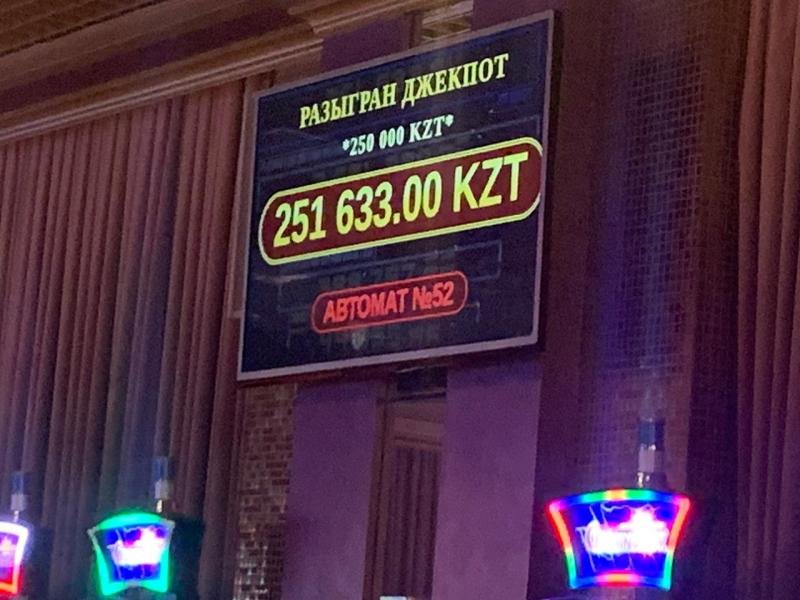 РАЗЫГРАН ДЖЕКПОТ
*250 000 KZT*
251 633.00 KZT
АВТОМАТ №52